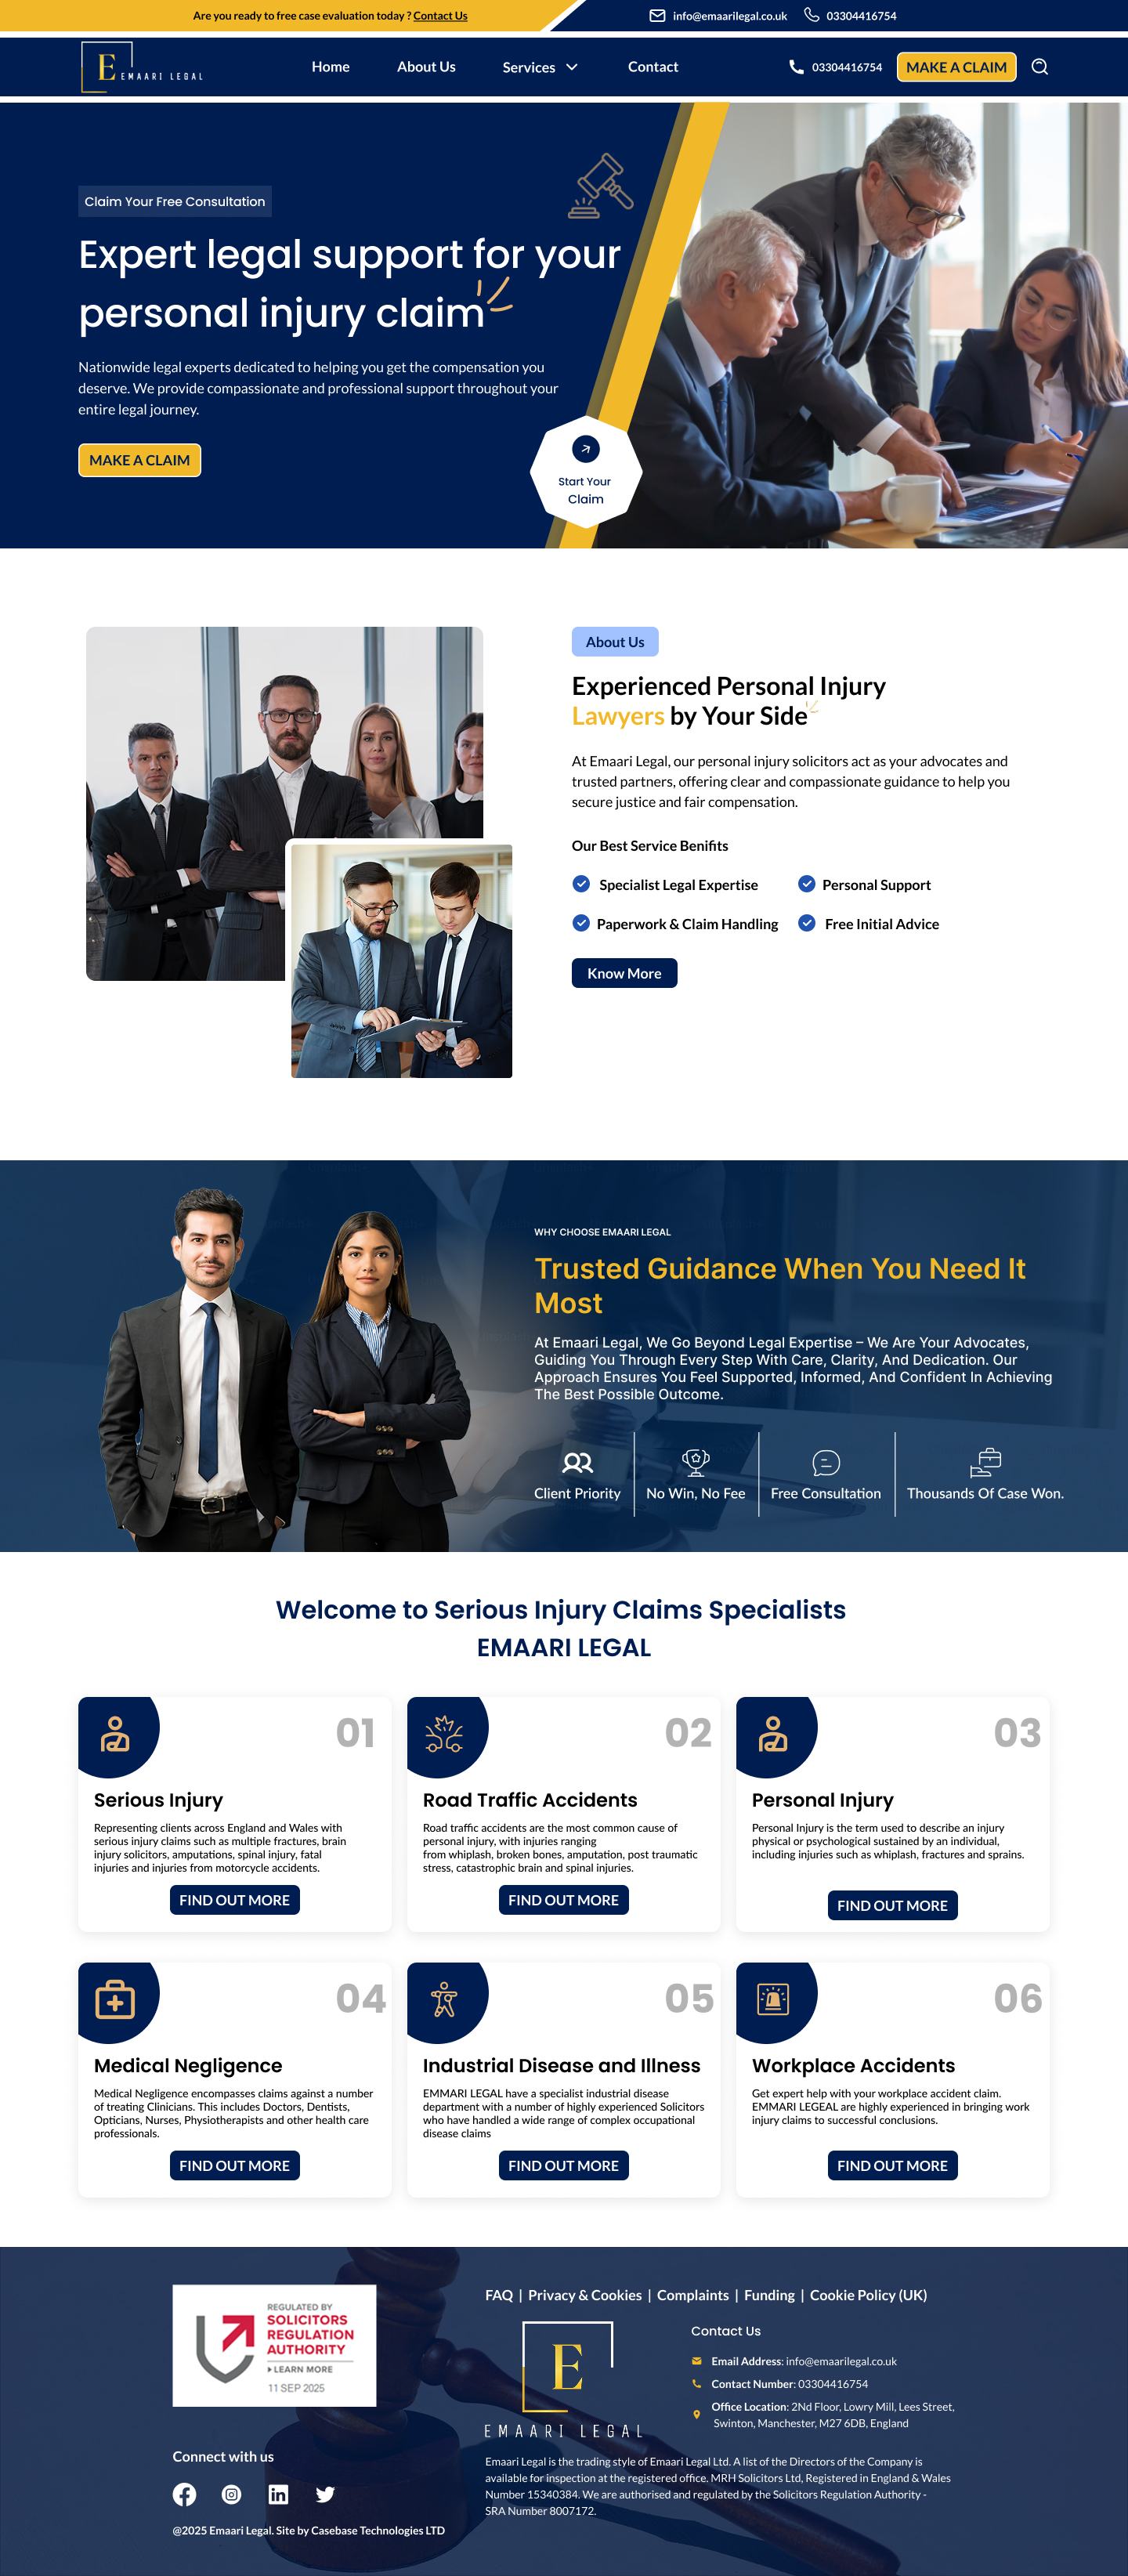 Are you ready to free case evaluation today ? Contact Us
info@emaarilegal.co.uk
03304416754
E EMAARI LEGAL
Home
About Us
Services
Contact
03304416754
MAKE A CLAIM
Claim Your Free Consultation
Expert legal support for your
personal injury claim
Nationwide legal experts dedicated to helping you get the compensation you
deserve. We provide compassionate and professional support throughout your
entire legal journey.
MAKE A CLAIM
Start Your
Claim
About Us
Experienced Personal Injury
Lawyers by Your Side
At Emaari Legal, our personal injury solicitors act as your advocates and
trusted partners, offering clear and compassionate guidance to help you
secure justice and fair compensation.
Our Best Service Benifits
Specialist Legal Expertise
Personal Support
Paperwork & Claim Handling
Free Initial Advice
Know More
WHY CHOOSE EMAARI LEGAL
Trusted Guidance When You Need It
Most
At Emaari Legal, We Go Beyond Legal Expertise – We Are Your Advocates,
Guiding You Through Every Step With Care, Clarity, And Dedication. Our
Approach Ensures You Feel Supported, Informed, And Confident In Achieving
The Best Possible Outcome.
Client Priority
No Win, No Fee
Free Consultation
Thousands Of Case Won.
Welcome to Serious Injury Claims Specialists
EMAARI LEGAL
01
Serious Injury
Representing clients across England and Wales with
serious injury claims such as multiple fractures, brain
injury solicitors, amputations, spinal injury, fatal
injuries and injuries from motorcycle accidents.
FIND OUT MORE
02
Road Traffic Accidents
Road traffic accidents are the most common cause of
personal injury, with injuries ranging
from whiplash, broken bones, amputation, post traumatic
stress, catastrophic brain and spinal injuries.
FIND OUT MORE
03
Personal Injury
Personal Injury is the term used to describe an injury
physical or psychological sustained by an individual,
including injuries such as whiplash, fractures and sprains.
FIND OUT MORE
04
Medical Negligence
Medical Negligence encompasses claims against a number
of treating Clinicians. This includes Doctors, Dentists,
Opticians, Nurses, Physiotherapists and other health care
professionals.
FIND OUT MORE
05
Industrial Disease and Illness
EMMARI LEGAL have a specialist industrial disease
department with a number of highly experienced Solicitors
who have handled a wide range of complex occupational
disease claims
FIND OUT MORE
06
Workplace Accidents
Get expert help with your workplace accident claim.
EMMARI LEGEAL are highly experienced in bringing work
injury claims to successful conclusions.
FIND OUT MORE
REGULATED BY
SOLICITORS
REGULATION
AUTHORITY
LEARN MORE
11 SEP 2025
Connect with us
@2025 Emaari Legal. Site by Casebase Technologies LTD
FAQ | Privacy & Cookies | Complaints | Funding | Cookie Policy (UK)
E
EMAARI LEGAL
Contact Us
Email Address: info@emaarilegal.co.uk
Contact Number: 03304416754
Office Location: 2Nd Floor, Lowry Mill, Lees Street,
Swinton, Manchester, M27 6DB, England
Emaari Legal is the trading style of Emaari Legal Ltd. A list of the Directors of the Company is
available for inspection at the registered office. MRH Solicitors Ltd, Registered in England & Wales
Number 15340384. We are authorised and regulated by the Solicitors Regulation Authority -
SRA Number 8007172.